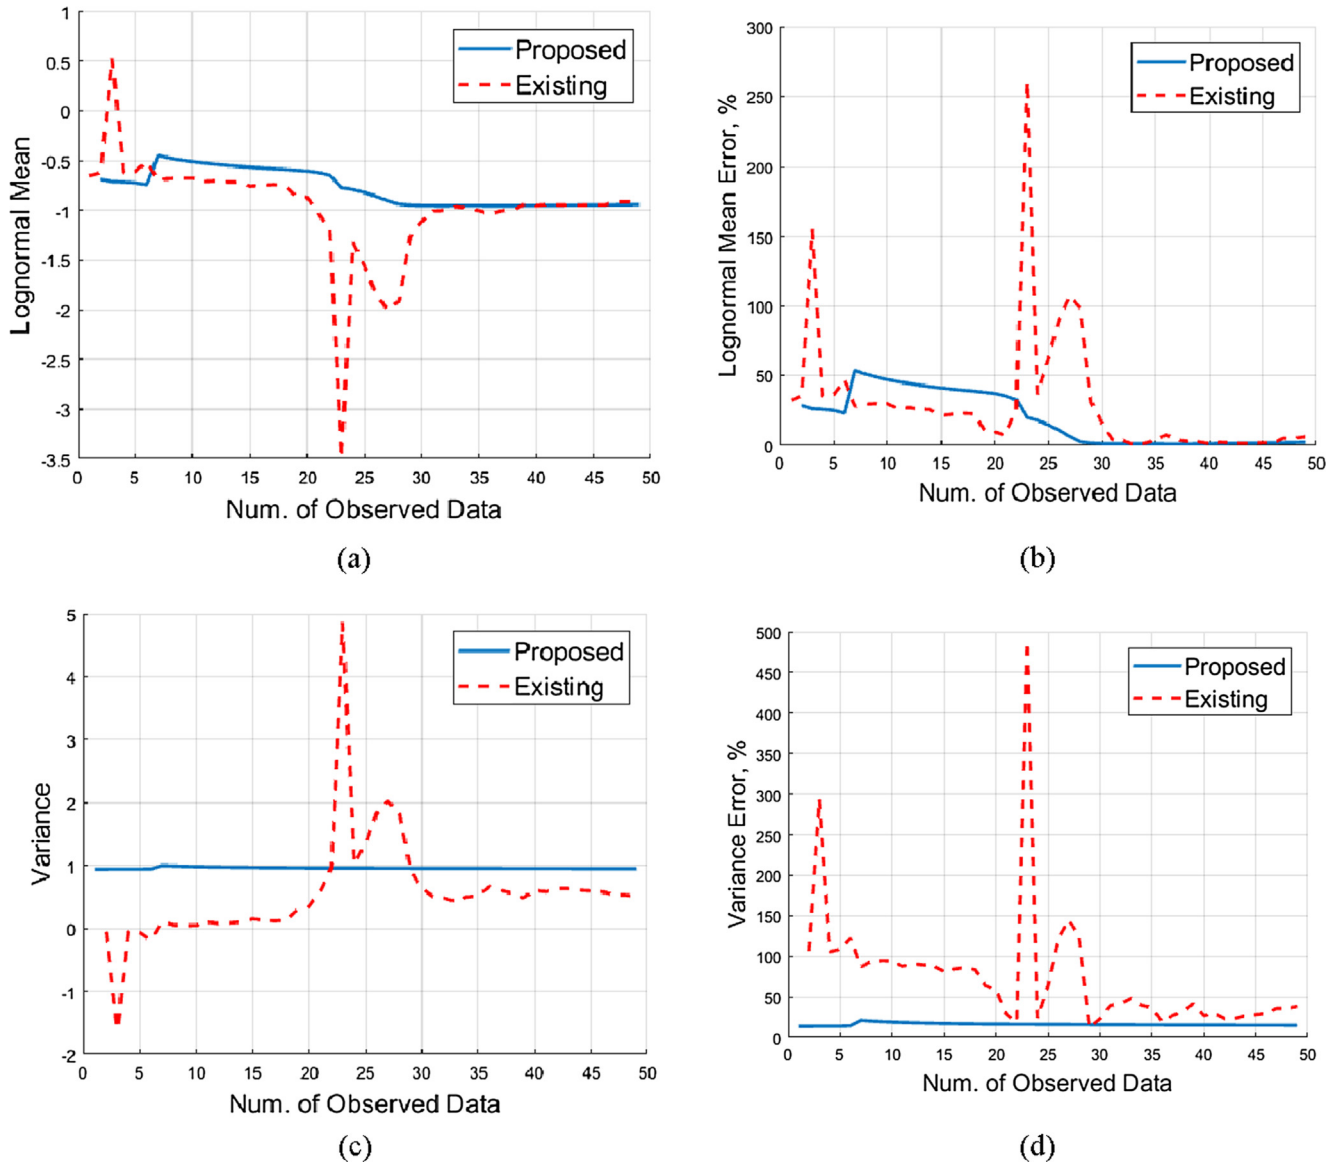 1
0.5
0
-0.5
-1
-1.5
-2
-2.5
-3
-3.5
Lognormal Mean
Proposed
Existing
0 5 10 15 20 25 30 35 40 45 50
Num. of Observed Data
(a)
300
250
200
150
100
50
0
Lognormal Mean Error, %
Proposed
Existing
0 5 10 15 20 25 30 35 40 45 50
Num. of Observed Data
(b)
5
4
3
2
1
0
-1
-2
Variance
Proposed
Existing
0 5 10 15 20 25 30 35 40 45 50
Num. of Observed Data
(c)
500
450
400
350
300
250
200
150
100
50
0
Variance Error, %
Proposed
Existing
0 5 10 15 20 25 30 35 40 45 50
Num. of Observed Data
(d)